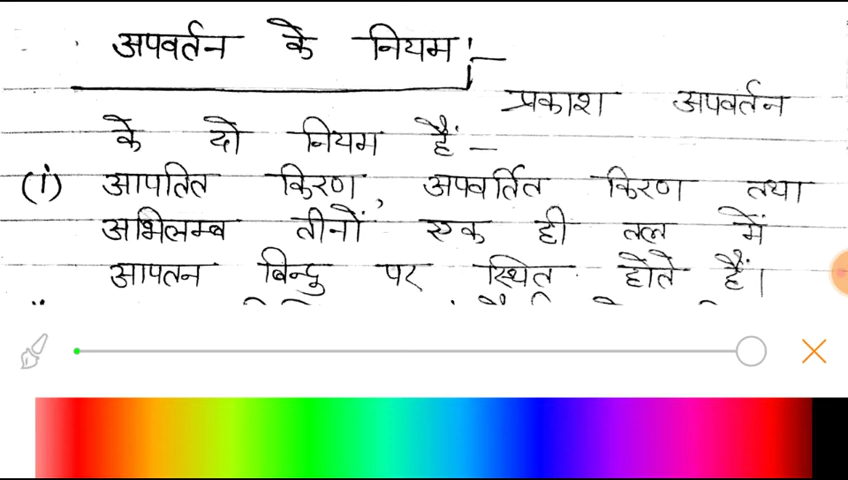 अपवर्तन के नियम :-
प्रकाश अपवर्तन
के दो नियम हैं -
(i) आपतित किरण, अपवर्तित किरण तथा
अभिलम्ब तीनों एक ही तल में
आपतन बिन्दु पर स्थित होते हैं।